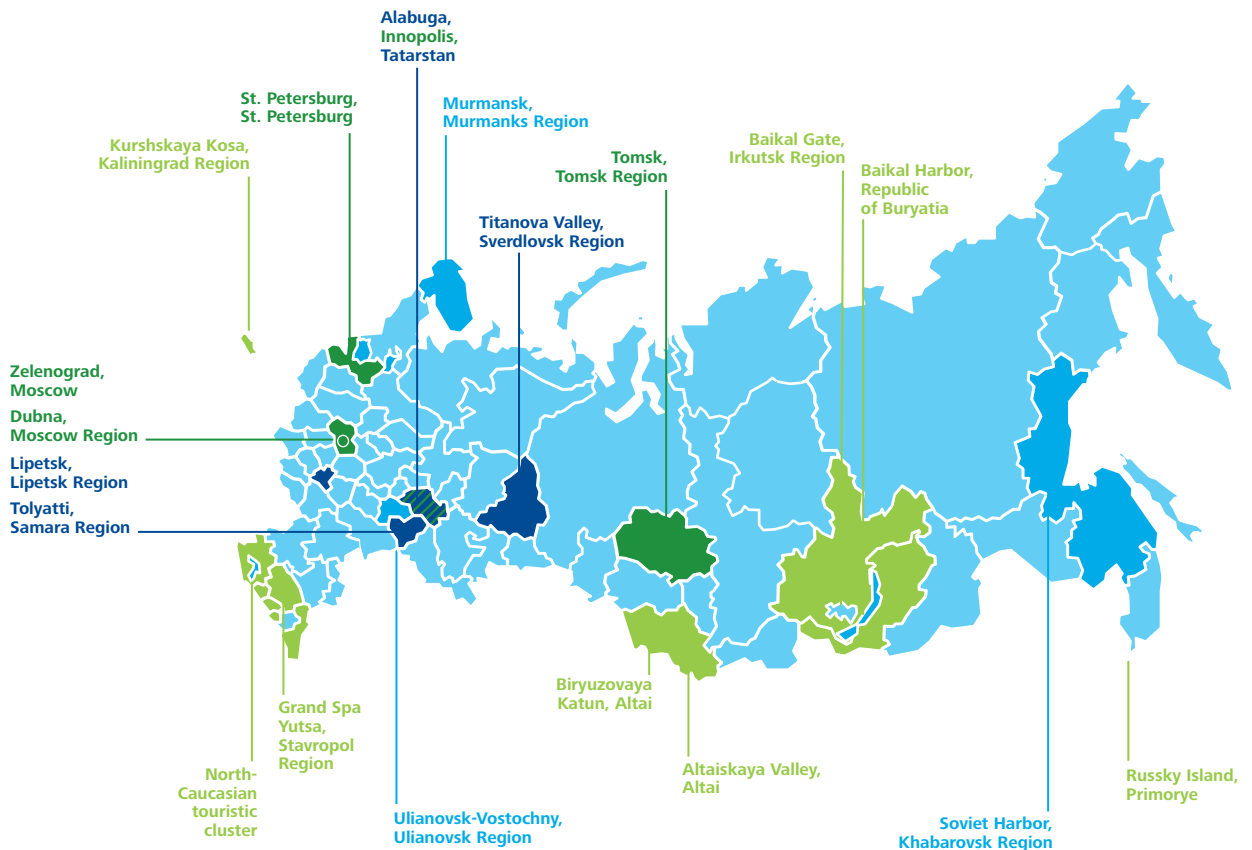 Alabuga,
Innopolis,
Tatarstan
St. Petersburg,
St. Petersburg
Murmansk,
Murmanks Region
Kurshskaya Kosa,
Kaliningrad Region
Tomsk,
Tomsk Region
Baikal Gate,
Irkutsk Region
Baikal Harbor,
Republic
of Buryatia
Titanova Valley,
Sverdlovsk Region
Zelenograd,
Moscow
Dubna,
Moscow Region
Lipetsk,
Lipetsk Region
Tolyatti,
Samara Region
Biryuzovaya
Katun, Altai
Grand Spa
Yutsa,
Stavropol
Region
North-
Caucasian
touristic
cluster
Altaiskaya Valley,
Altai
Russky Island,
Primorye
Ulianovsk-Vostochny,
Ulianovsk Region
Soviet Harbor,
Khabarovsk Region